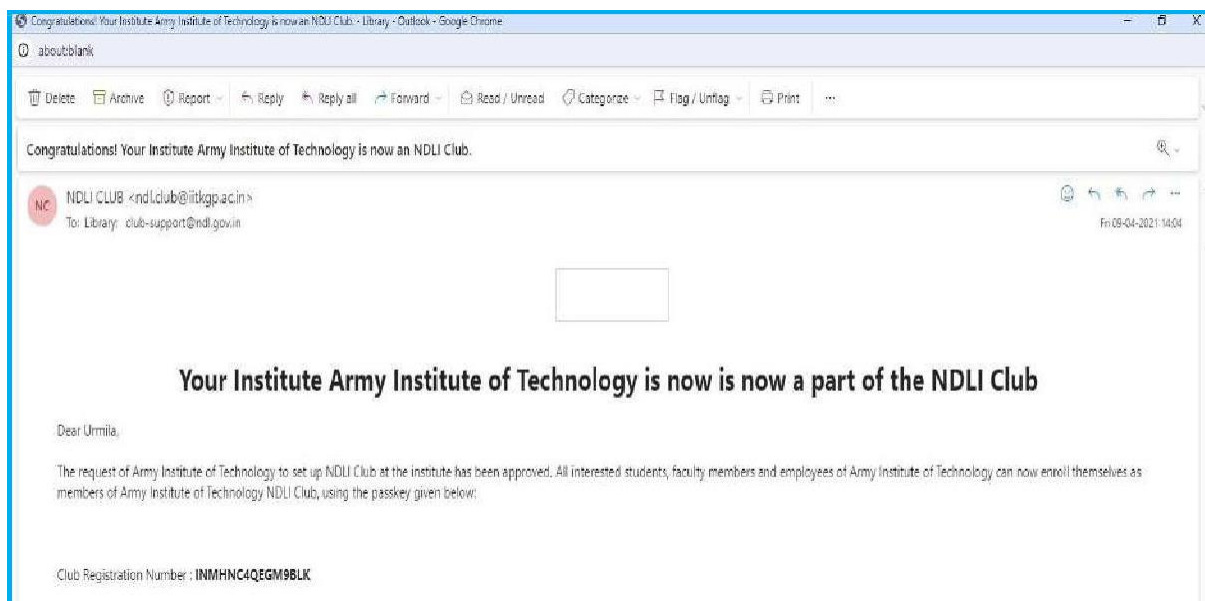 Congratulations! Your Institute Army Institute of Technology is now an NDLI Club. - Library - Outlook - Google Chrome
about:blank
Delete Archive Report Reply Reply all Forward Read / Unread Categorize Flag / Unflag Print ...
Congratulations! Your Institute Army Institute of Technology is now an NDLI Club.
NC
NDLI CLUB <ndl.club@iitkgp.ac.in>
To: Library; club-support@ndl.gov.in
Fri 09-04-2021 14:04
Your Institute Army Institute of Technology is now is now a part of the NDLI Club
Dear Urmila,
The request of Army Institute of Technology to set up NDLI Club at the institute has been approved. All interested students, faculty members and employees of Army Institute of Technology can now enroll themselves as
members of Army Institute of Technology NDLI Club, using the passkey given below:
Club Registration Number : INMHNC4QEGM9BLK